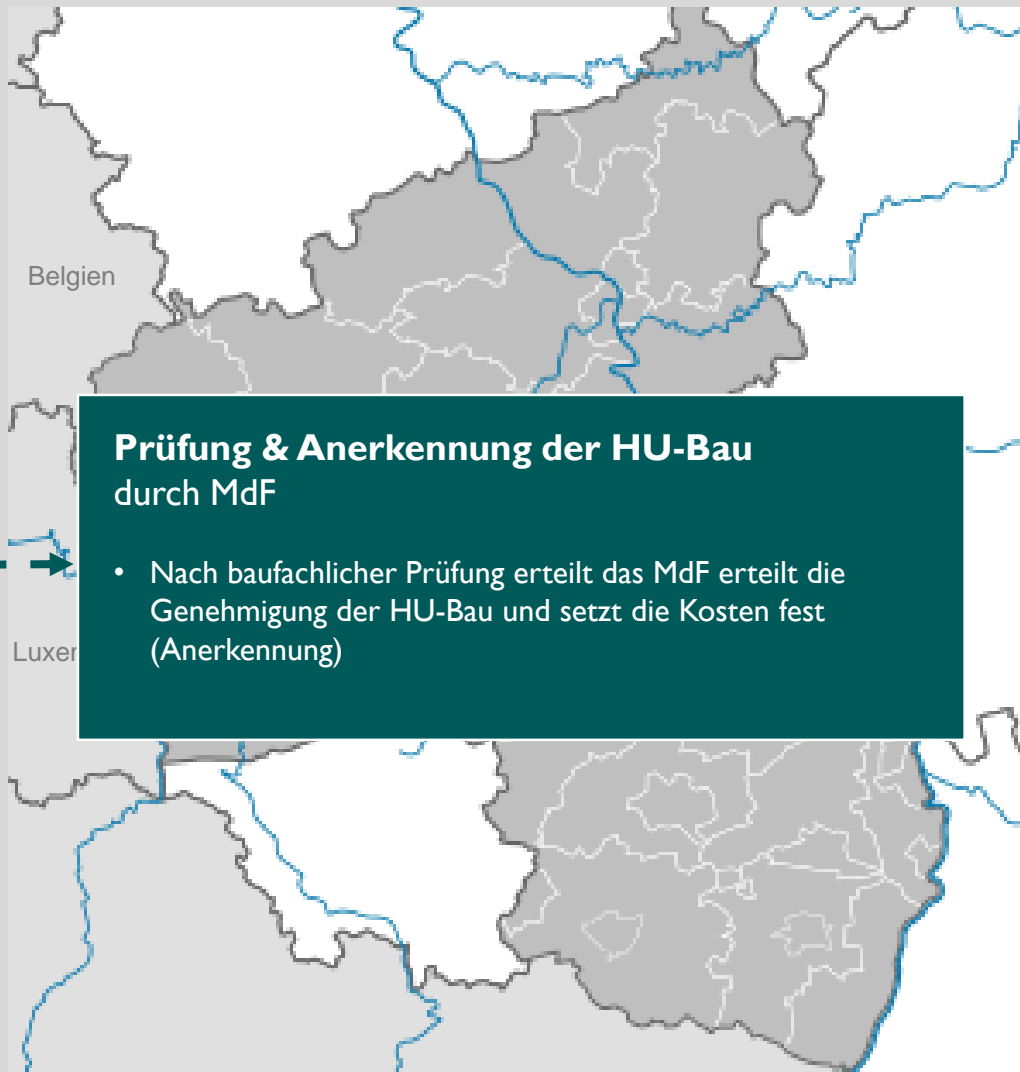 Belgien
Prüfung & Anerkennung der HU-Bau
durch MdF
• Nach baufachlicher Prüfung erteilt das MdF erteilt die
Genehmigung der HU-Bau und setzt die Kosten fest
(Anerkennung)
Luxer